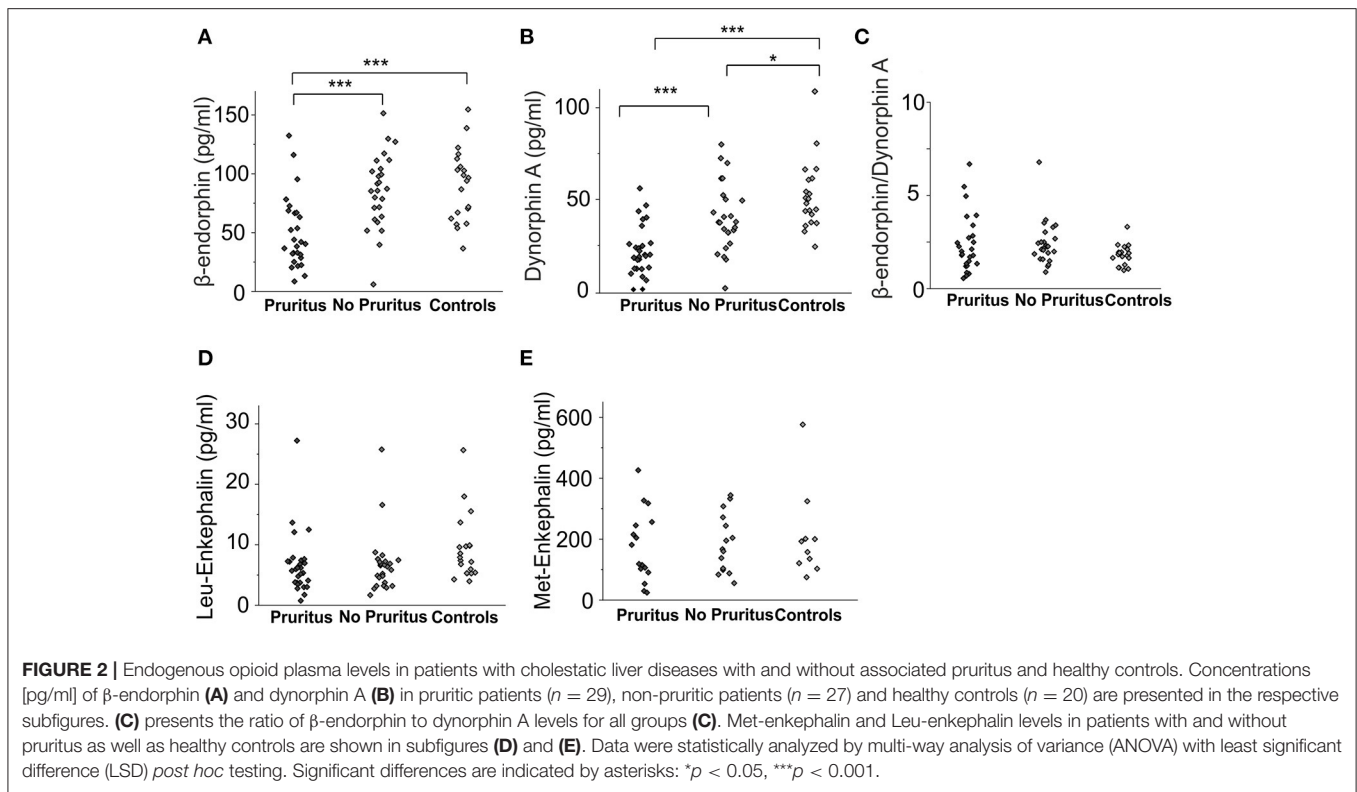 A
***
***
β-endorphin (pg/ml)
150
100
50
0
Pruritus No Pruritus Controls
B
***
*
***
Dynorphin A (pg/ml)
100
50
0
Pruritus No Pruritus Controls
C
β-endorphin/Dynorphin A
10
5
0
Pruritus No Pruritus Controls
D
Leu-Enkephalin (pg/ml)
30
20
10
0
Pruritus No Pruritus Controls
E
Met-Enkephalin (pg/ml)
600
400
200
0
Pruritus No Pruritus Controls
FIGURE 2 | Endogenous opioid plasma levels in patients with cholestatic liver diseases with and without associated pruritus and healthy controls. Concentrations
[pg/ml] of β-endorphin (A) and dynorphin A (B) in pruritic patients (n = 29), non-pruritic patients (n = 27) and healthy controls (n = 20) are presented in the respective
subfigures. (C) presents the ratio of β-endorphin to dynorphin A levels for all groups (C). Met-enkephalin and Leu-enkephalin levels in patients with and without
pruritus as well as healthy controls are shown in subfigures (D) and (E). Data were statistically analyzed by multi-way analysis of variance (ANOVA) with least significant
difference (LSD) post hoc testing. Significant differences are indicated by asterisks: *p < 0.05, ***p < 0.001.